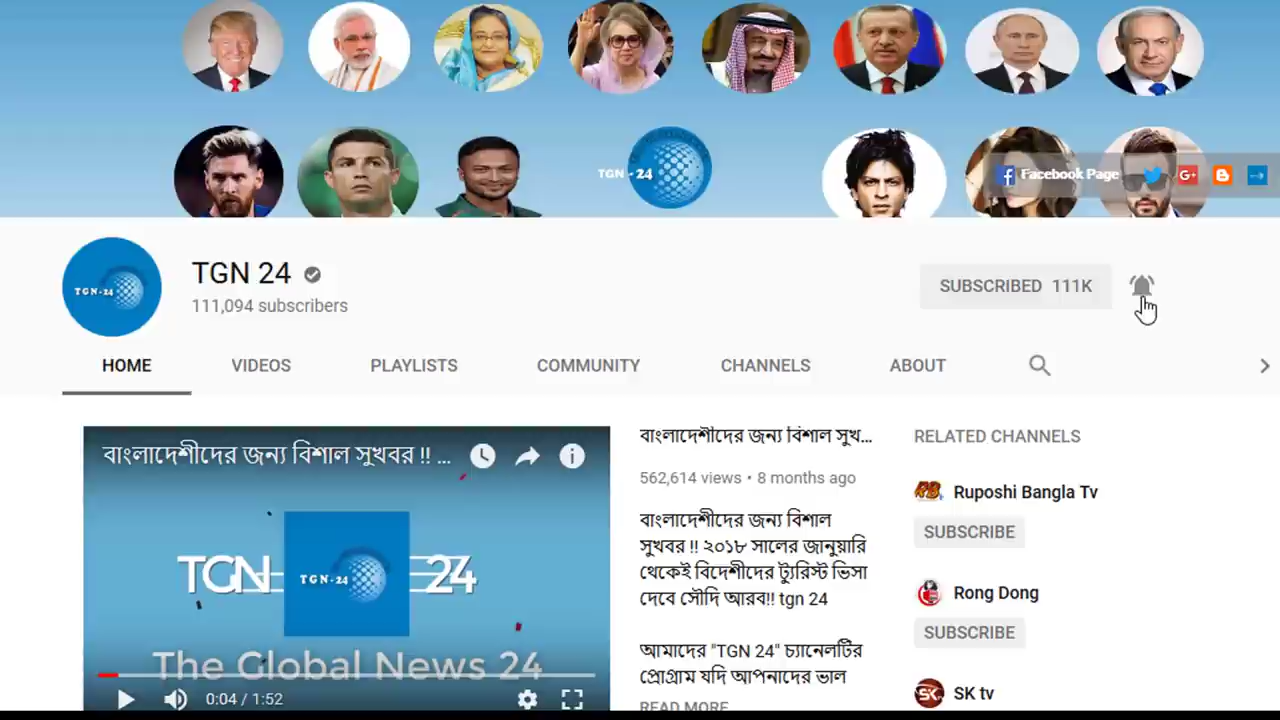 TGN - 24
Facebook Page
TGN-24
TGN 24
111,094 subscribers
SUBSCRIBED 111K
HOME VIDEOS PLAYLISTS COMMUNITY CHANNELS ABOUT
বাংলাদেশীদের জন্য বিশাল সুখবর !! ...
TGN TGN-24 24
The Global News 24
0:04 / 1:52
বাংলাদেশীদের জন্য বিশাল সুখ...
562,614 views • 8 months ago
বাংলাদেশীদের জন্য বিশাল
সুখবর !! ২০১৮ সালের জানুয়ারি
থেকেই বিদেশীদের ট্যুরিস্ট ভিসা
দেবে সৌদি আরব!! tgn 24
আমাদের "TGN 24" চ্যানেলটির
প্রোগ্রাম যদি আপনাদের ভাল
READ MORE
RELATED CHANNELS
Ruposhi Bangla Tv
SUBSCRIBE
Rong Dong
SUBSCRIBE
SK tv